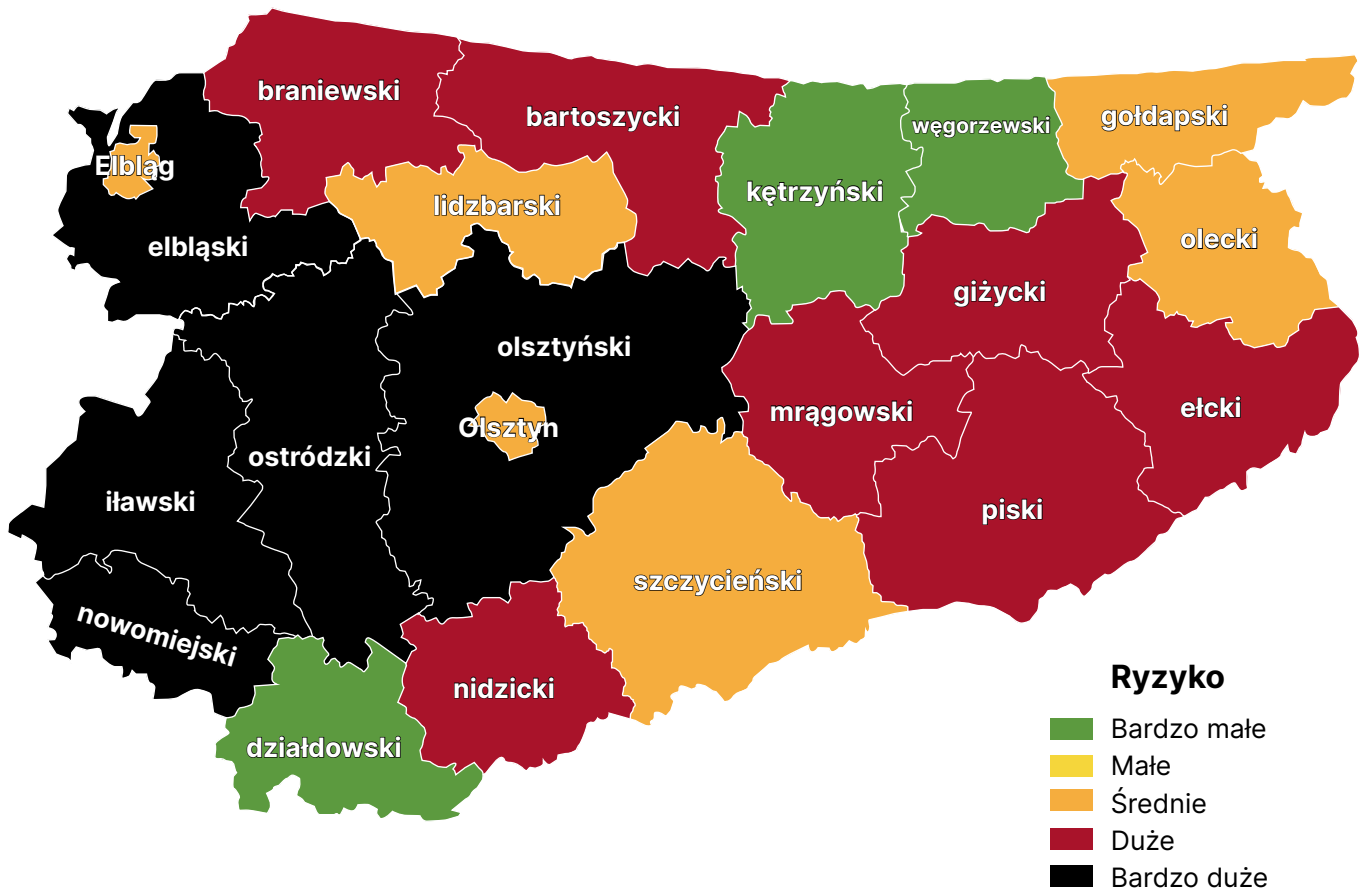 braniewski
bartoszycki
węgorzewski
gołdapski
Elbląg
kętrzyński
lidzbarski
olecki
elbląski
giżycki
olsztyński
ełcki
mrągowski
Olsztyn
ostródzki
iławski
piski
szczycieński
nowomiejski
nidzicki
działdowski
Ryzyko
Bardzo małe
Małe
Średnie
Duże
Bardzo duże